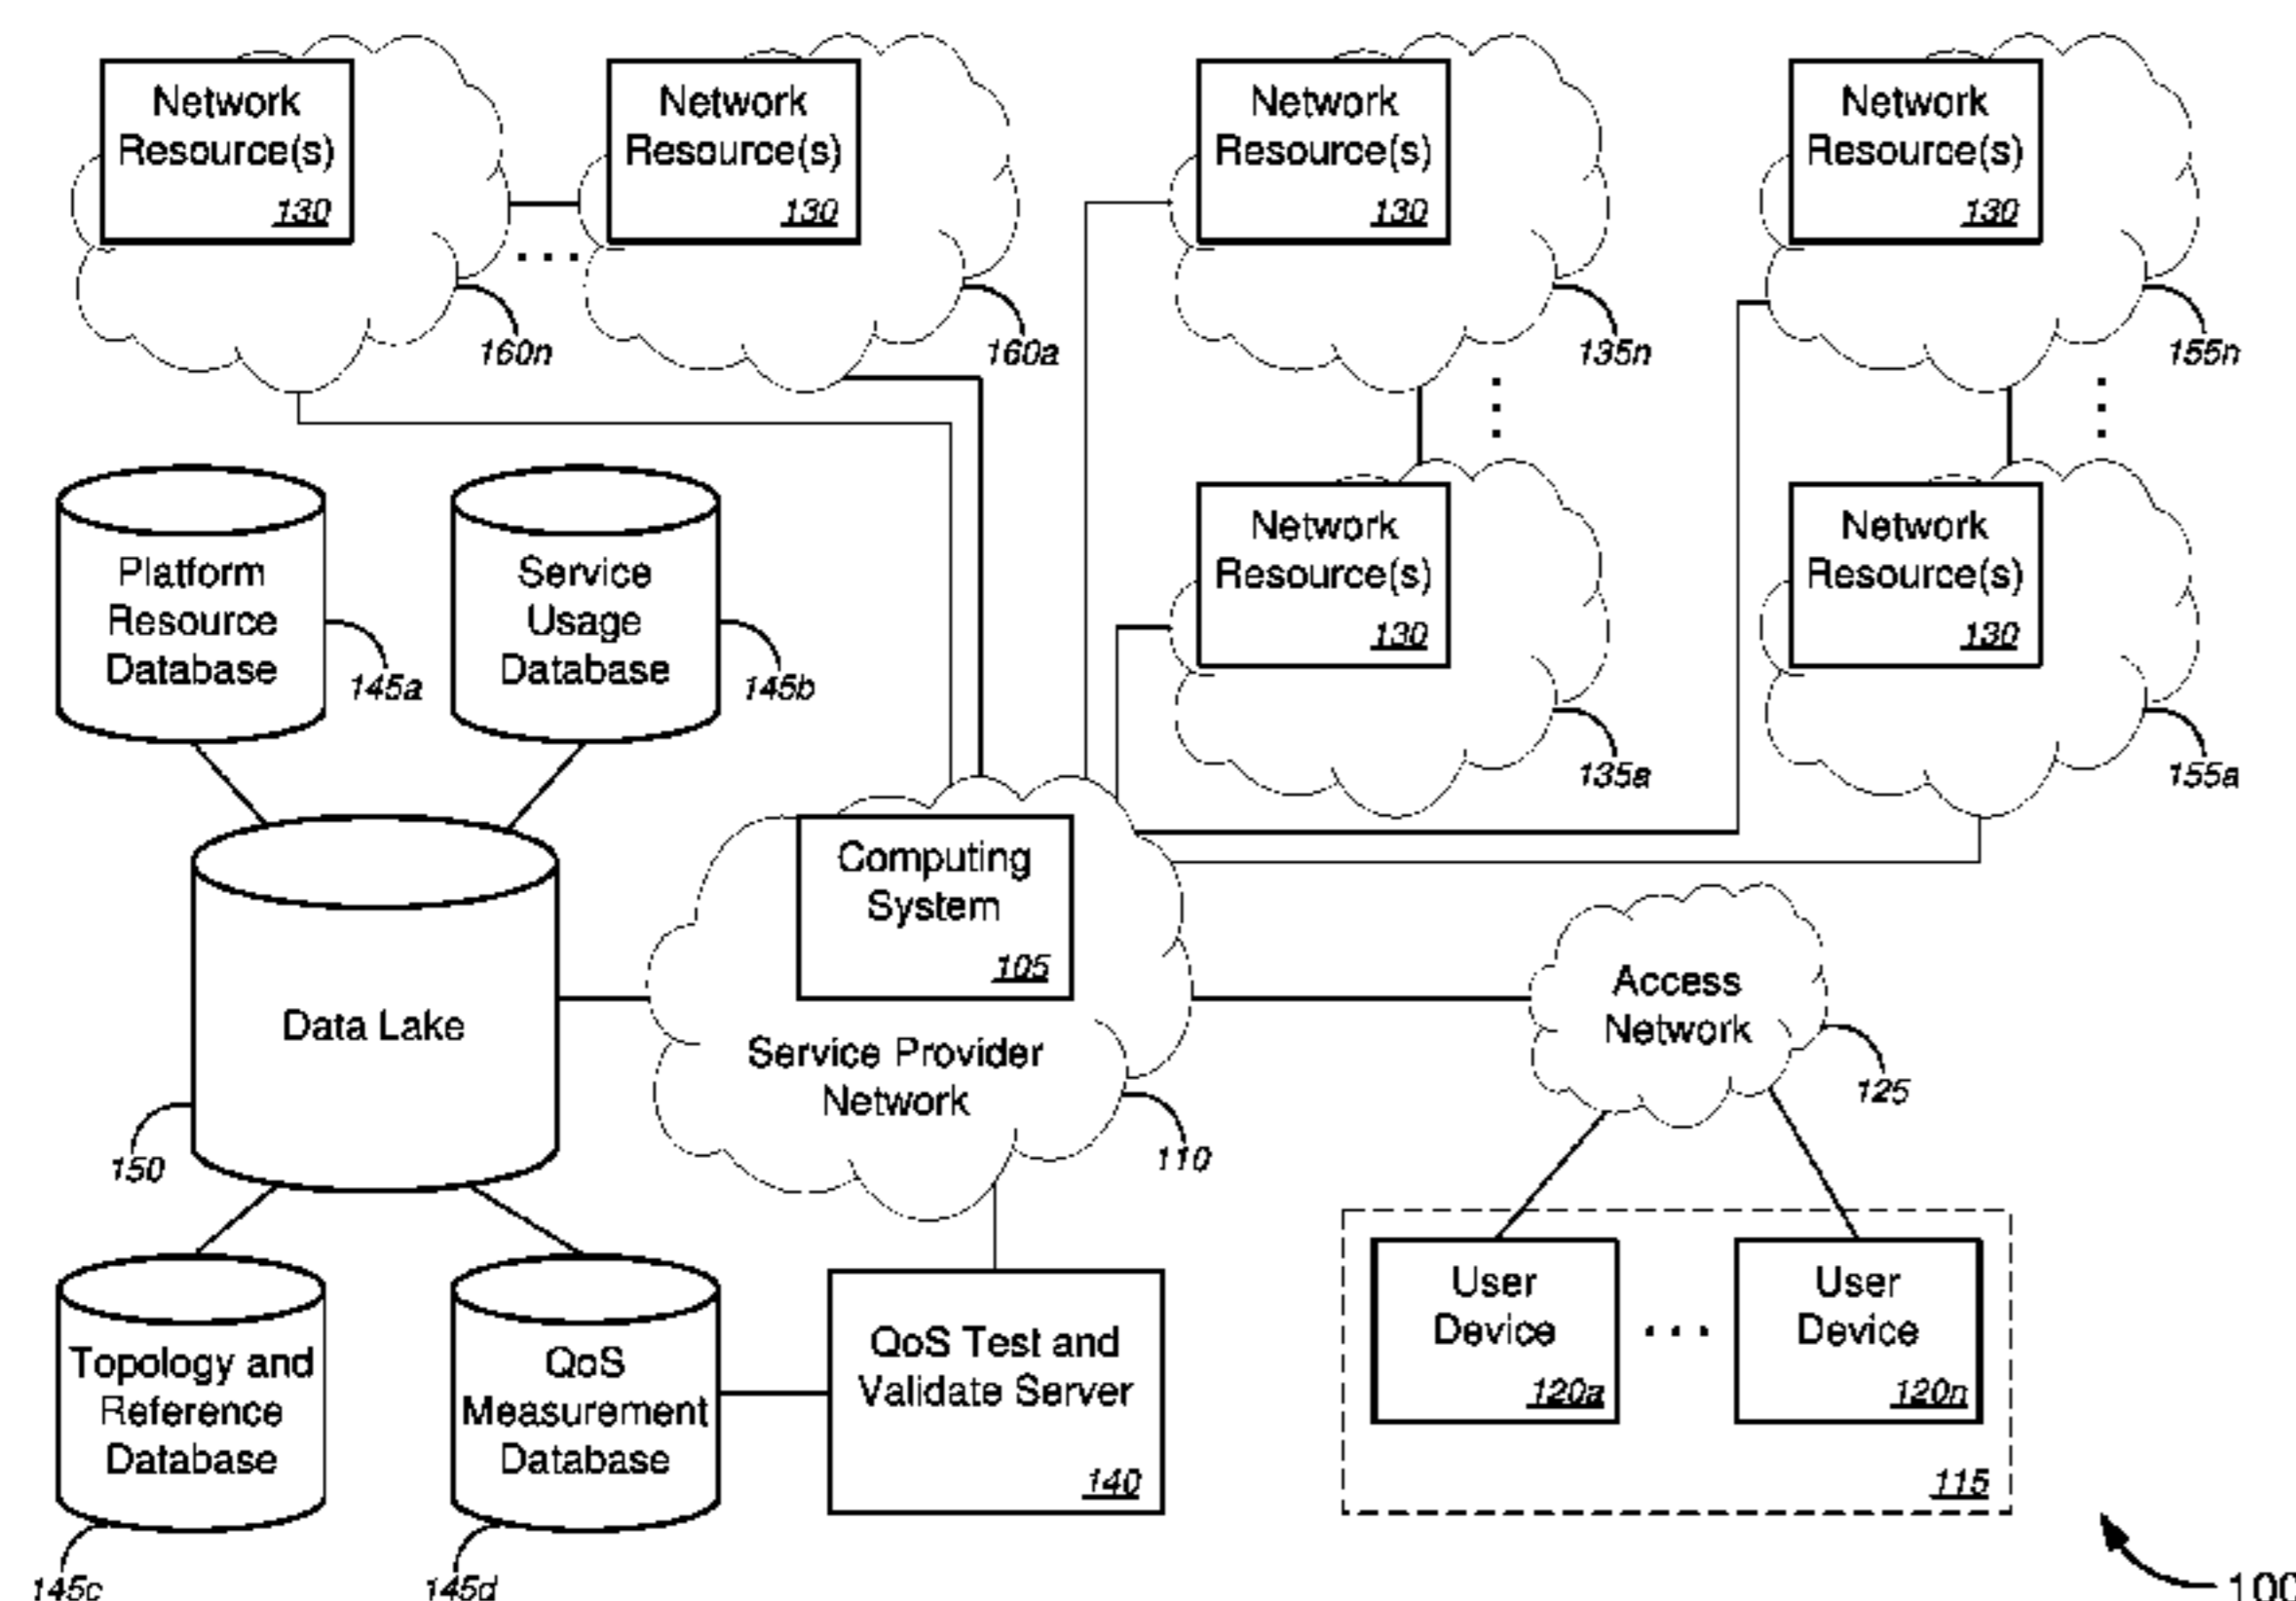 Network
Resource(s)
130
160n
Network
Resource(s)
130
160a
Network
Resource(s)
130
135n
Network
Resource(s)
130
155n
Platform
Resource
Database
145a
Service
Usage
Database
145b
Network
Resource(s)
130
135a
Network
Resource(s)
130
155a
Data Lake
150
Computing
System
105
Service Provider
Network
110
Access
Network
125
Topology and
Reference
Database
145c
QoS
Measurement
Database
145d
QoS Test and
Validate Server
140
User
Device
120a
User
Device
120n
115
100